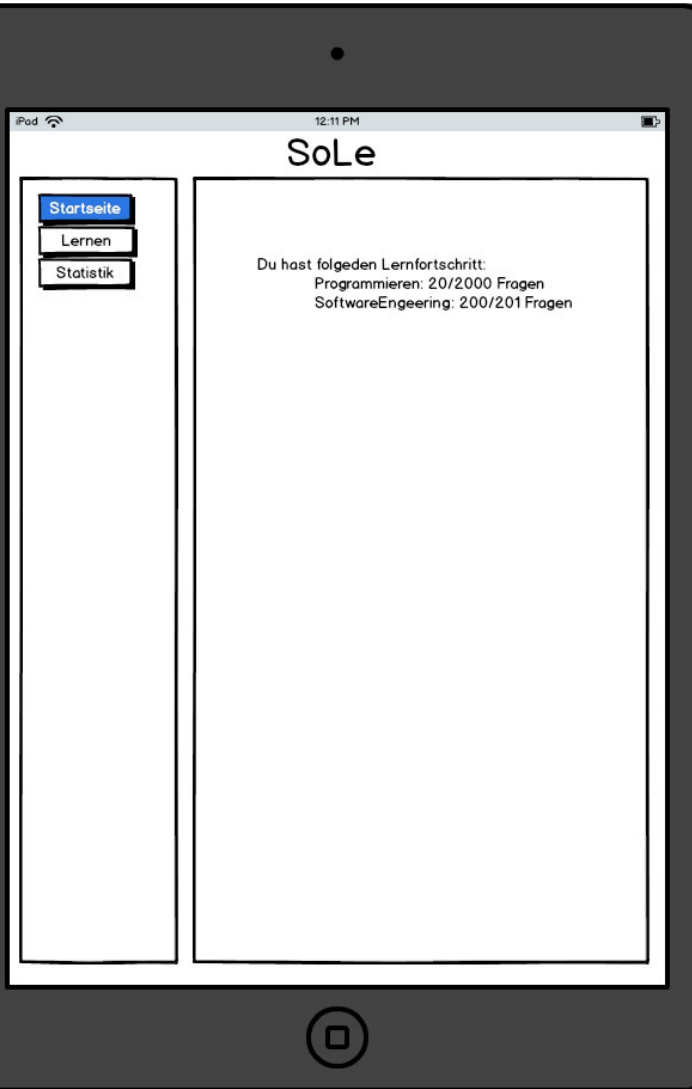 iPad
12:11 PM
SoLe
Startseite
Lernen
Statistik
Du hast folgeden Lernfortschritt:
Programmieren: 20/2000 Fragen
SoftwareEngeering: 200/201 Fragen